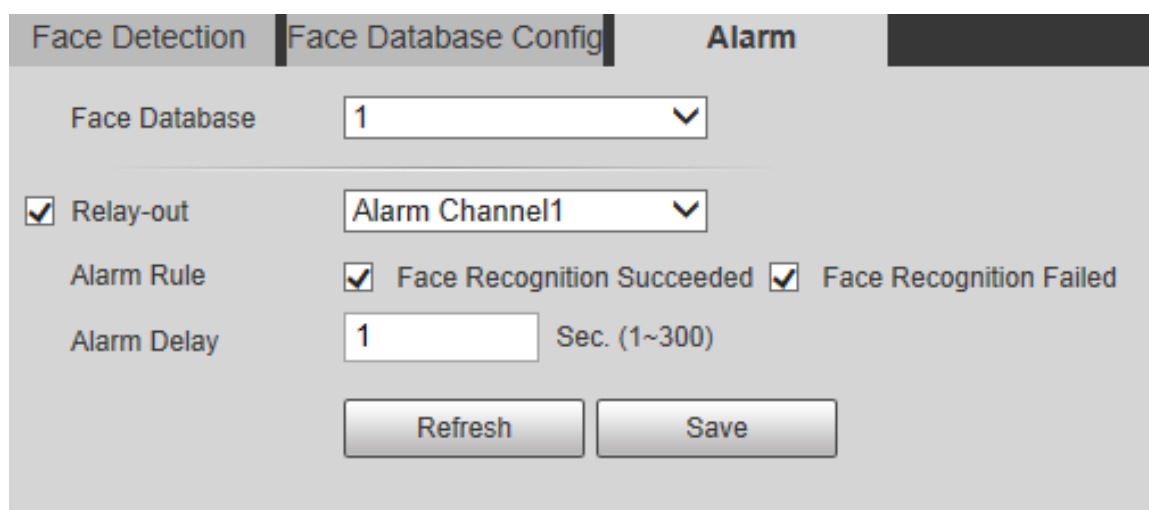 Face Detection Face Database Config Alarm
Face Database 1
Relay-out Alarm Channel1
Alarm Rule Face Recognition Succeeded Face Recognition Failed
Alarm Delay 1 Sec. (1~300)
Refresh Save